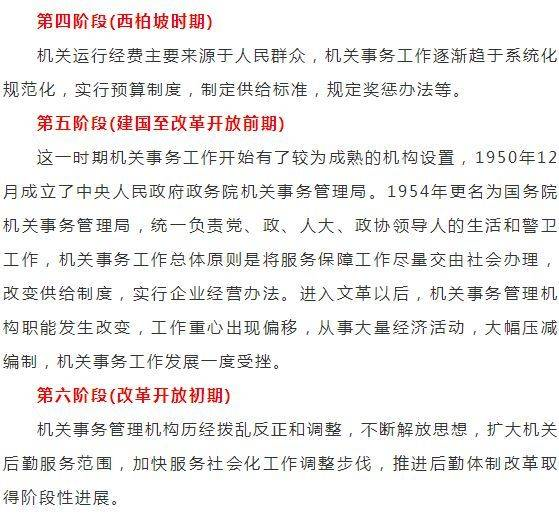 第四阶段(西柏坡时期)
机关运行经费主要来源于人民群众，机关事务工作逐渐趋于系统化
规范化，实行预算制度，制定供给标准，规定奖惩办法等。
第五阶段(建国至改革开放前期)
这一时期机关事务工作开始有了较为成熟的机构设置，1950年12
月成立了中央人民政府政务院机关事务管理局。1954年更名为国务院
机关事务管理局，统一负责党、政、人大、政协领导人的生活和警卫
工作，机关事务工作总体原则是将服务保障工作尽量交由社会办理，
改变供给制度，实行企业经营办法。进入文革以后，机关事务管理机
构职能发生改变，工作重心出现偏移，从事大量经济活动，大幅压减
编制，机关事务工作发展一度受挫。
第六阶段(改革开放初期)
机关事务管理机构历经拨乱反正和调整，不断解放思想，扩大机关
后勤服务范围，加快服务社会化工作调整步伐，推进后勤体制改革取
得阶段性进展。